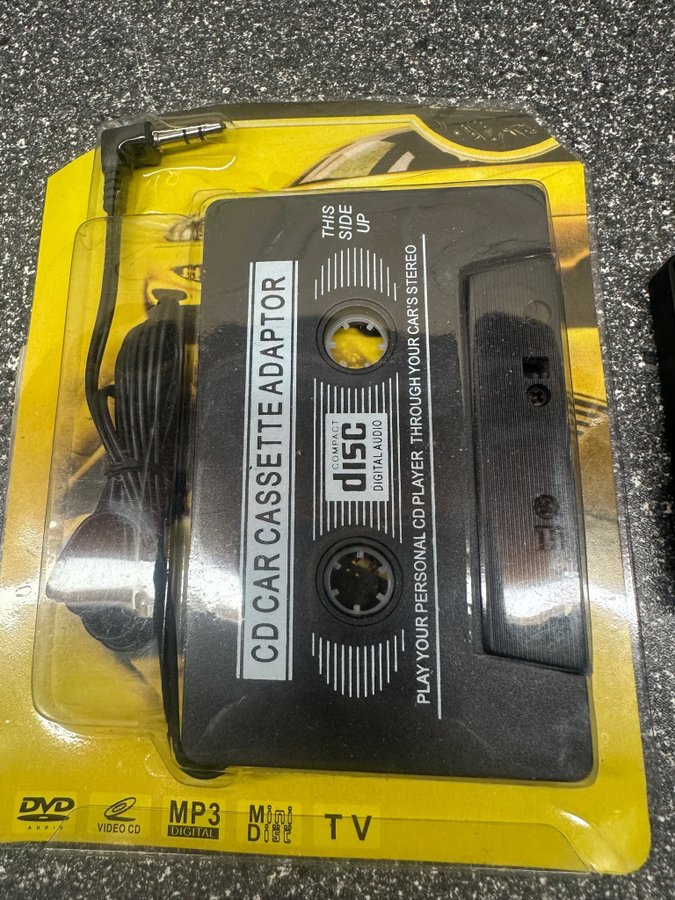 THIS
SIDE
UP
CD CAR CASSETTE ADAPTOR
COMPACT
disc
DIGITAL AUDIO
PLAY YOUR PERSONAL CD PLAYER THROUGH YOUR CAR'S STEREO
DVD
AUDIO
VIDEO CD
MP3
DIGITAL
MINI
DISC
TV